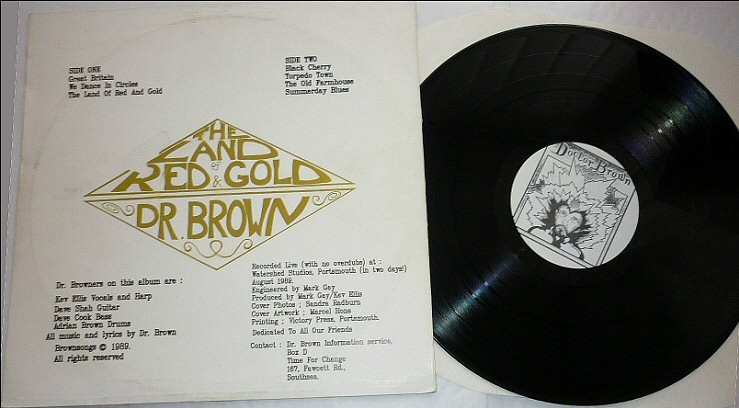 SIDE ONE
Great Britain
We Dance In Circles
The Land Of Red And Gold
SIDE TWO
Black Cherry
Torpedo Town
The Old Farmhouse
Summerday Blues
THE
LAND
of
RED & GOLD
DR. BROWN
Dr. Browners on this album are :
Kev Ellis Vocals and Harp
Dave Shah Guitar
Dave Cook Bass
Adrian Brown Drums
All music and lyrics by Dr. Brown
Brownsongs © 1989.
All rights reserved
Recorded Live (with no overdubs) at :
Watershed Studios, Portsmouth (in two days!)
August 1989.
Engineered by Mark Gay
Produced by Mark Gay/Kev Ellis
Cover Photos ; Sandra Radburn
Cover Artwork ; Marcel Hone
Printing ; Victory Press, Portsmouth.
Dedicated To All Our Friends
Contact : Dr. Brown Information service,
Box D
Time For Change
167, Fawcett Rd.,
Southsea.
Doctor Brown